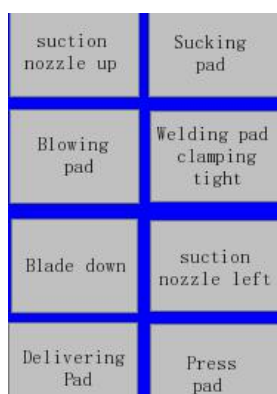 suction
nozzle up
Sucking
pad
Blowing
pad
Welding pad
clamping
tight
Blade down
suction
nozzle left
Delivering
Pad
Press
pad